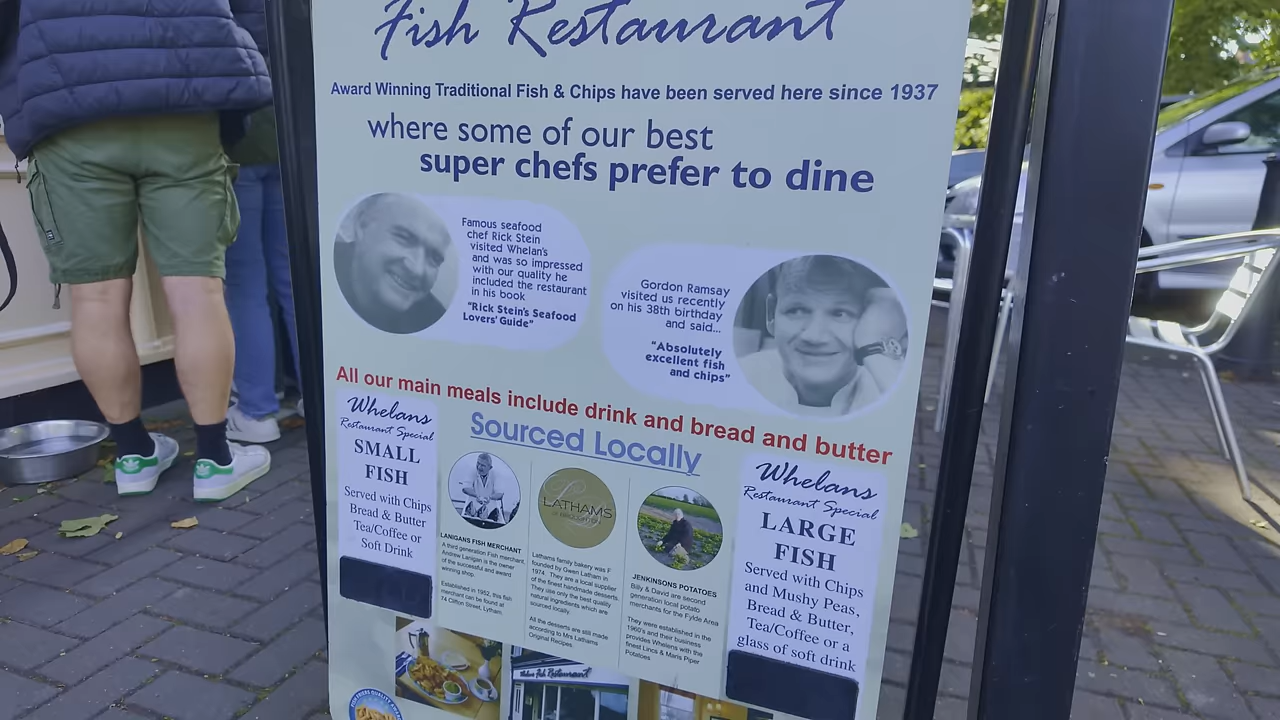 Fish Restaurant
Award Winning Traditional Fish & Chips have been served here since 1937
where some of our best
super chefs prefer to dine
Famous seafood
chef Rick Stein
visited Whelan's
and was so impressed
with our quality he
included the restaurant
in his book
"Rick Stein's Seafood
Lovers' Guide"
Gordon Ramsay
visited us recently
on his 38th birthday
and said...
"Absolutely
excellent fish
and chips"
All our main meals include drink and bread and butter
Sourced Locally
Whelans
Restaurant Special
SMALL
FISH
Served with Chips
Bread & Butter
Tea/Coffee or
Soft Drink
LANIGANS FISH MERCHANT
A third generation Fish merchant,
Andrew Lanigan is the owner
of the successful and award
winning shop.
Established in 1952, this fish
merchant can be found at
74 Clifton Street, Lytham.
LATHAMS
Lathams family bakery was F
founded by Owen Latham in
1974. They are a local supplier
of the finest handmade desserts.
They use only the best quality
natural ingredients which are
sourced locally.
All the desserts are still made
according to Mrs Lathams
Original Recipes.
JENKINSONS POTATOES
Billy & David are second
generation local potato
merchants for the Fylde Area
They were established in the
1960's and their business
provides Whelans with the
finest Lincs & Maris Piper
Potatoes
Whelans
Restaurant Special
LARGE
FISH
Served with Chips
and Mushy Peas,
Bread & Butter,
Tea/Coffee or a
glass of soft drink
Whelans Fish Restaurant